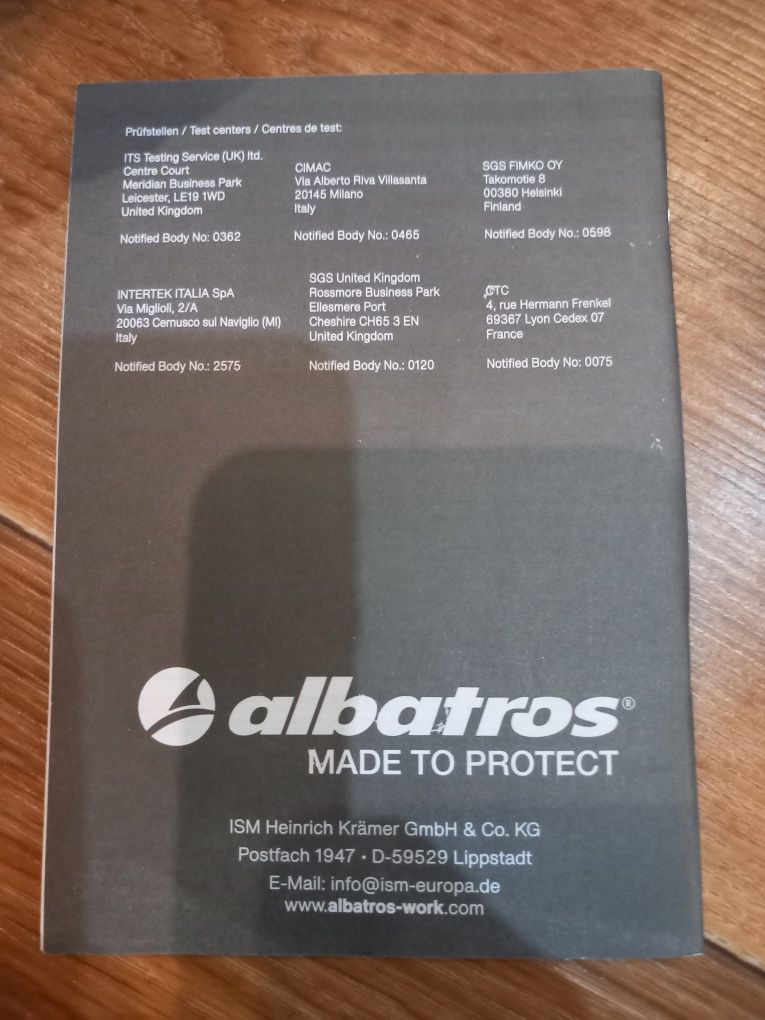 Prüfstellen / Test centers / Centres de test:
ITS Testing Service (UK) ltd.
Centre Court
Meridian Business Park
Leicester, LE19 1WD
United Kingdom
Notified Body No: 0362
CIMAC
Via Alberto Riva Villasanta
20145 Milano
Italy
Notified Body No.: 0465
SGS FIMKO OY
Takomotie 8
00380 Helsinki
Finland
Notified Body No.: 0598
INTERTEK ITALIA SpA
Via Miglioli, 2/A
20063 Cernusco sul Naviglio (MI)
Italy
Notified Body No.: 2575
SGS United Kingdom
Rossmore Business Park
Ellesmere Port
Cheshire CH65 3 EN
United Kingdom
Notified Body No.: 0120
CTC
4, rue Hermann Frenkel
69367 Lyon Cedex 07
France
Notified Body No.: 0075
albatros®
MADE TO PROTECT
ISM Heinrich Krämer GmbH & Co. KG
Postfach 1947 • D-59529 Lippstadt
E-Mail: info@ism-europa.de
www.albatros-work.com